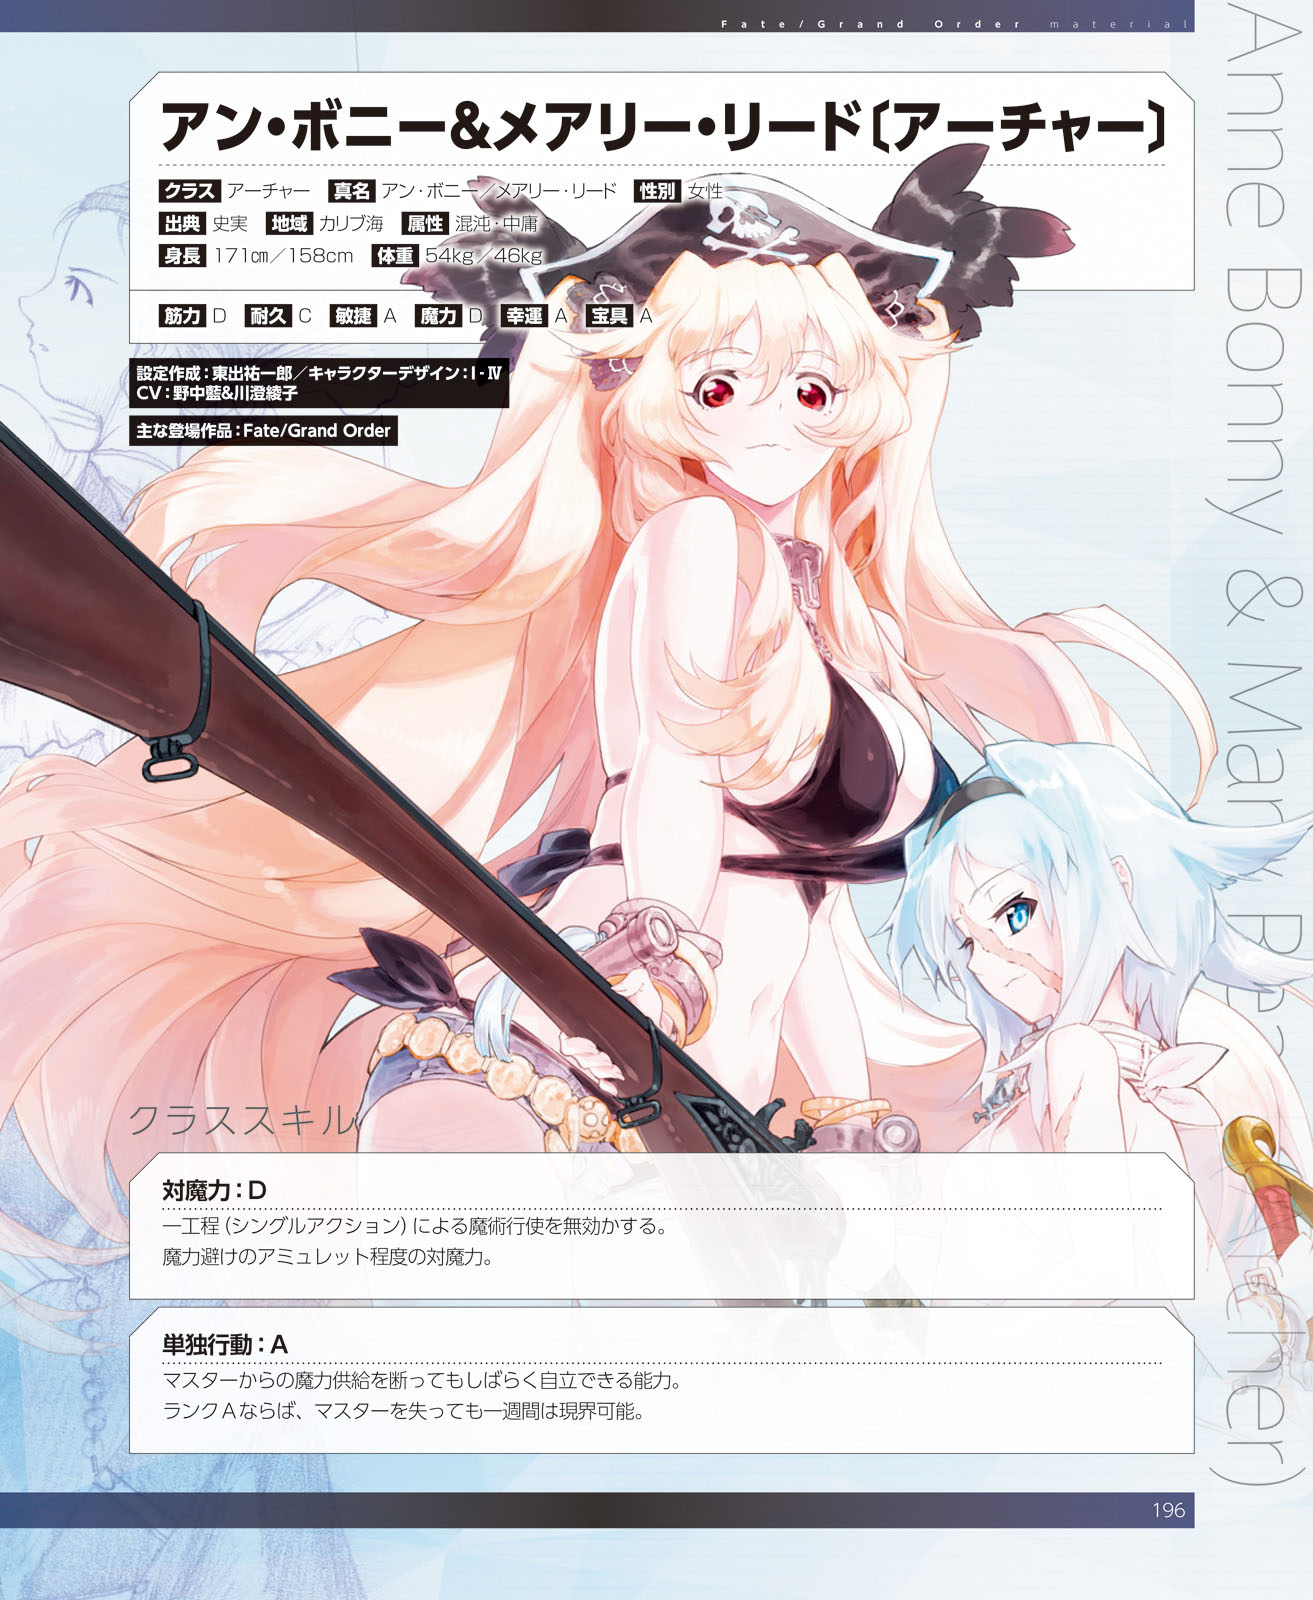 Fate/Grand Order material
アン・ボニー&メアリー・リード〔アーチャー〕
クラス アーチャー 真名 アン・ボニー／メアリー・リード 性別 女性
出典 史実 地域 カリブ海 属性 混沌・中庸
身長 171㎝／158cm 体重 54kg／46kg
筋力 D 耐久 C 敏捷 A 魔力 D 幸運 A 宝具 A
設定作成：東出祐一郎／キャラクターデザイン：I-Ⅳ
CV：野中藍&川澄綾子
主な登場作品：Fate/Grand Order
クラススキル
対魔力：D
一工程（シングルアクション）による魔術行使を無効かする。
魔力避けのアミュレット程度の対魔力。
単独行動：A
マスターからの魔力供給を断ってもしばらく自立できる能力。
ランクAならば、マスターを失っても一週間は現界可能。
196
Anne Bonny & Mary Read (Archer)